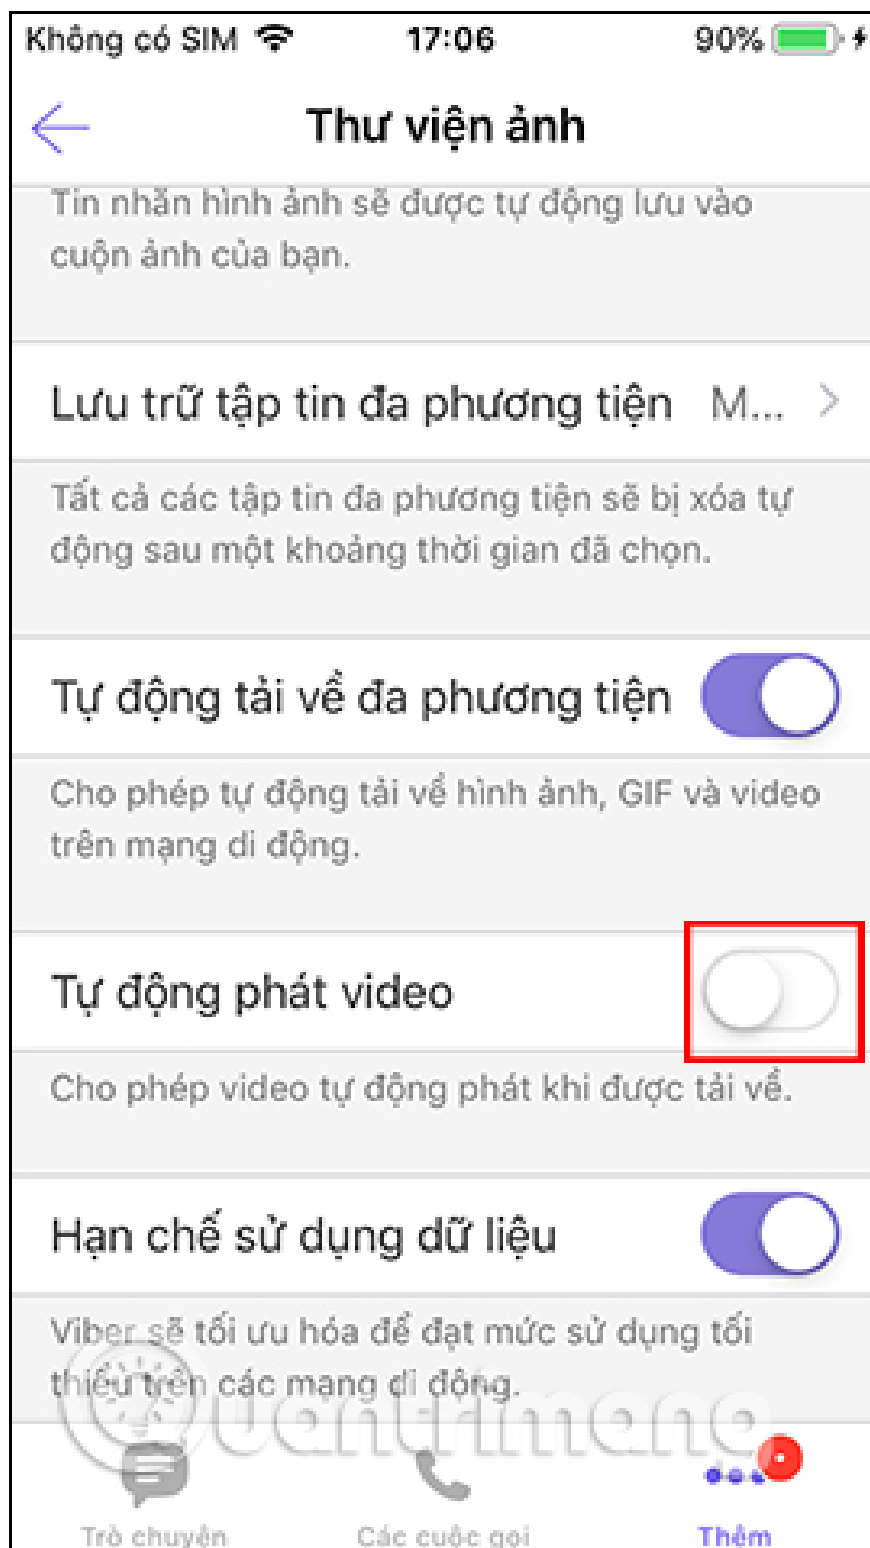 Không có SIM 17:06 90%
Thư viện ảnh
Tin nhắn hình ảnh sẽ được tự động lưu vào
cuộn ảnh của bạn.
Lưu trữ tập tin đa phương tiện M...
Tất cả các tập tin đa phương tiện sẽ bị xóa tự
động sau một khoảng thời gian đã chọn.
Tự động tải về đa phương tiện
Cho phép tự động tải về hình ảnh, GIF và video
trên mạng di động.
Tự động phát video
Cho phép video tự động phát khi được tải về.
Hạn chế sử dụng dữ liệu
Viber sẽ tối ưu hóa để đạt mức sử dụng tối
thiểu trên các mạng di động.
Quantrimang
Trò chuyện Các cuộc gọi Thêm